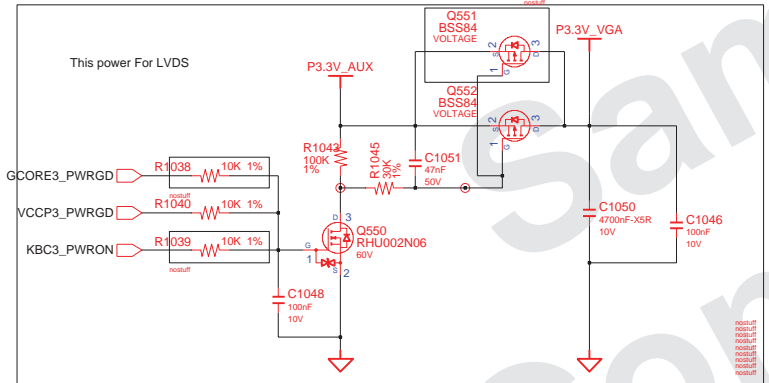 nostuff
Q551
BSS84
VOLTAGE
P3.3V_VGA
2
3
S
D
G
1
This power For LVDS
P3.3V_AUX
Q552
BSS84
VOLTAGE
2
3
S
D
G
1
R1043
100K
1%
R1045
30K
1%
C1051
47nF
50V
R1038
10K 1%
GCORE3_PWRGD
nostuff
R1040
10K 1%
VCCP3_PWRGD
R1039
10K 1%
KBC3_PWRON
nostuff
D
3
G
1
S
2
Q550
RHU002N06
60V
C1050
4700nF-X5R
10V
C1046
100nF
10V
C1048
100nF
10V
nostuff
nostuff
nostuff
nostuff
nostuff
nostuff
nostuff
Sam